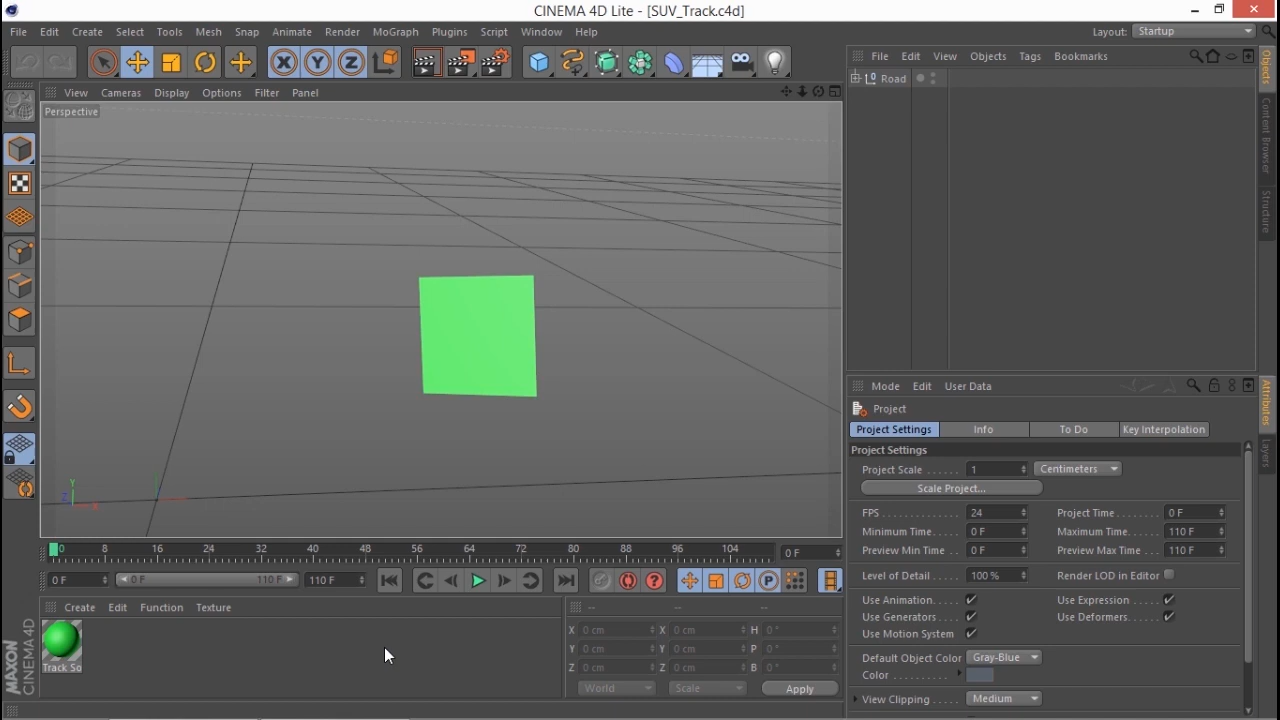 CINEMA 4D Lite - [SUV_Track.c4d]
File Edit Create Select Tools Mesh Snap Animate Render MoGraph Plugins Script Window Help Layout: Startup
X Y Z
File Edit View Objects Tags Bookmarks
View Cameras Display Options Filter Panel
Perspective
0 Road
Objects
Content Browser
Structure
Mode Edit User Data
Attributes
Layers
Project
Project Settings Info To Do Key Interpolation
Project Settings
Project Scale ...... 1 Centimeters
Scale Project...
FPS ............. 24 Project Time ........ 0 F
Minimum Time..... 0 F Maximum Time..... 110 F
Preview Min Time .. 0 F Preview Max Time .. 110 F
Level of Detail..... 100 % Render LOD in Editor
Use Animation.... Use Expression ....
Use Generators .. Use Deformers..
Use Motion System
Default Object Color Gray-Blue
Color ..........
View Clipping ..... Medium
Y
Z X
0 8 16 24 32 40 48 56 64 72 80 88 96 104 0 F
0 F 0 F 110 F 110 F
? P
Create Edit Function Texture
-- -- --
X 0 cm X 0 cm H 0 °
Y 0 cm Y 0 cm P 0 °
Z 0 cm Z 0 cm B 0 °
World Scale Apply
Track So
MAXON
CINEMA 4D